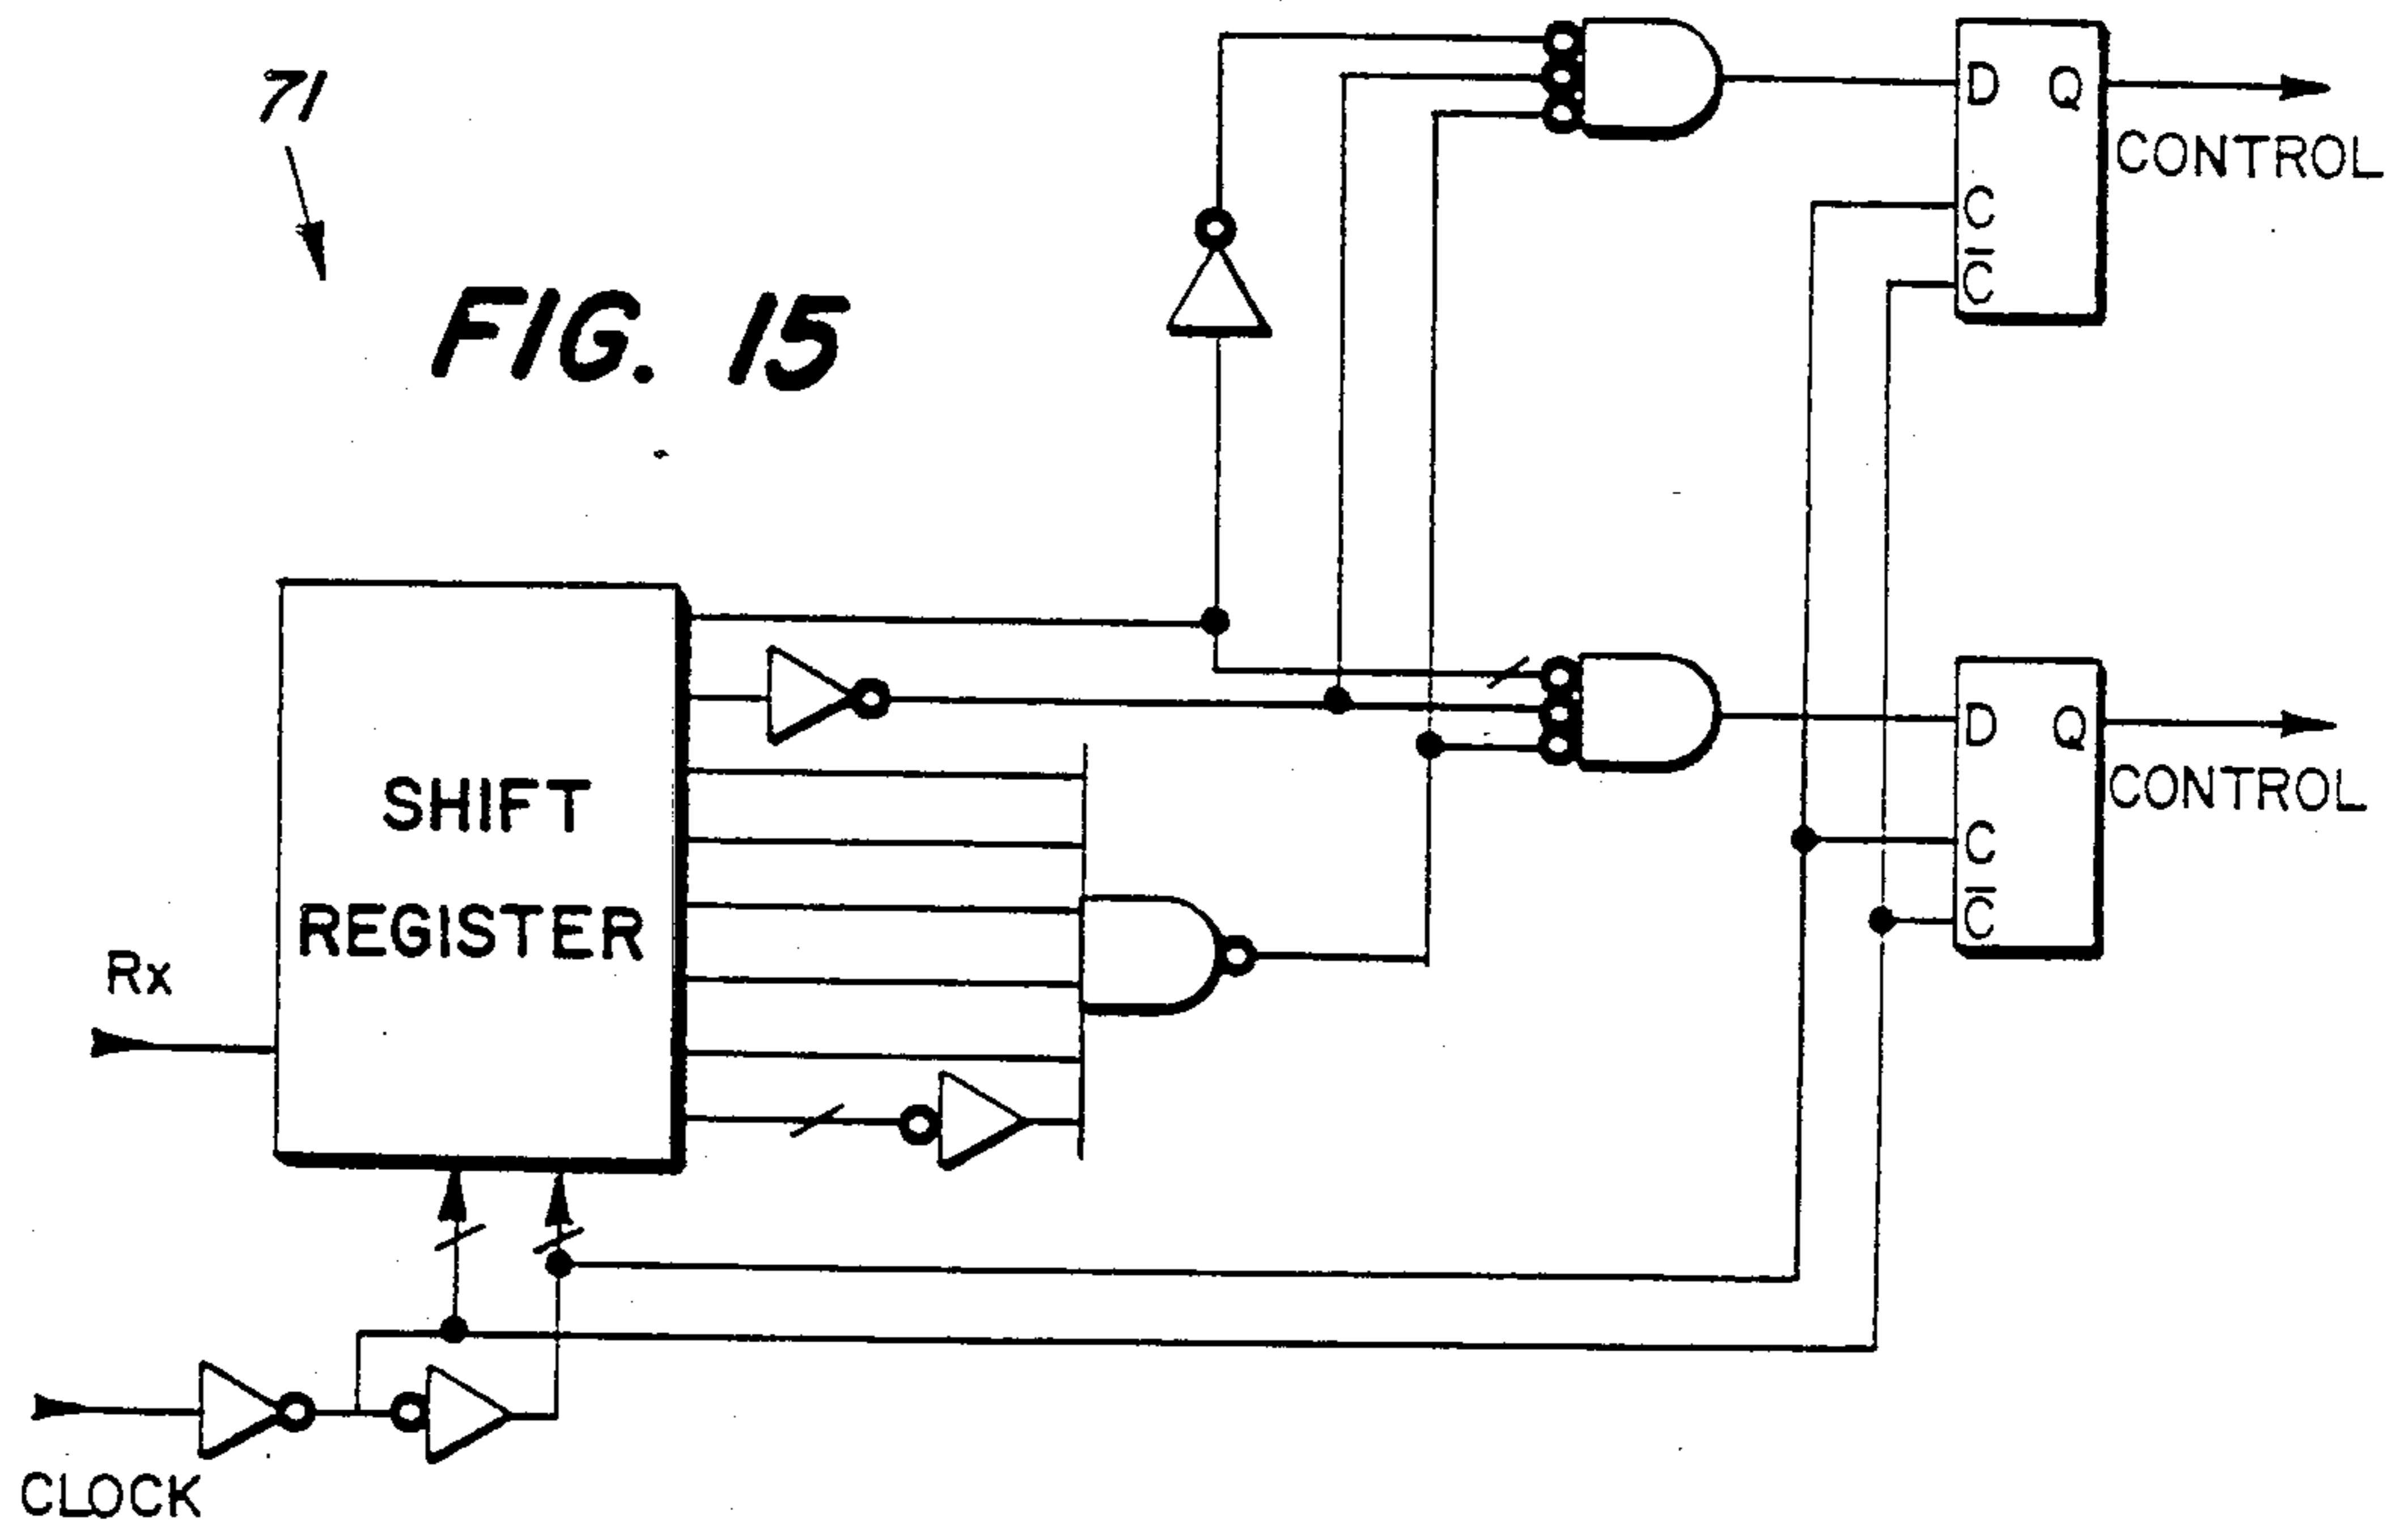 71
FIG. 15
D Q
CONTROL
C
C̅
SHIFT
REGISTER
Rx
D Q
CONTROL
C
C̅
CLOCK